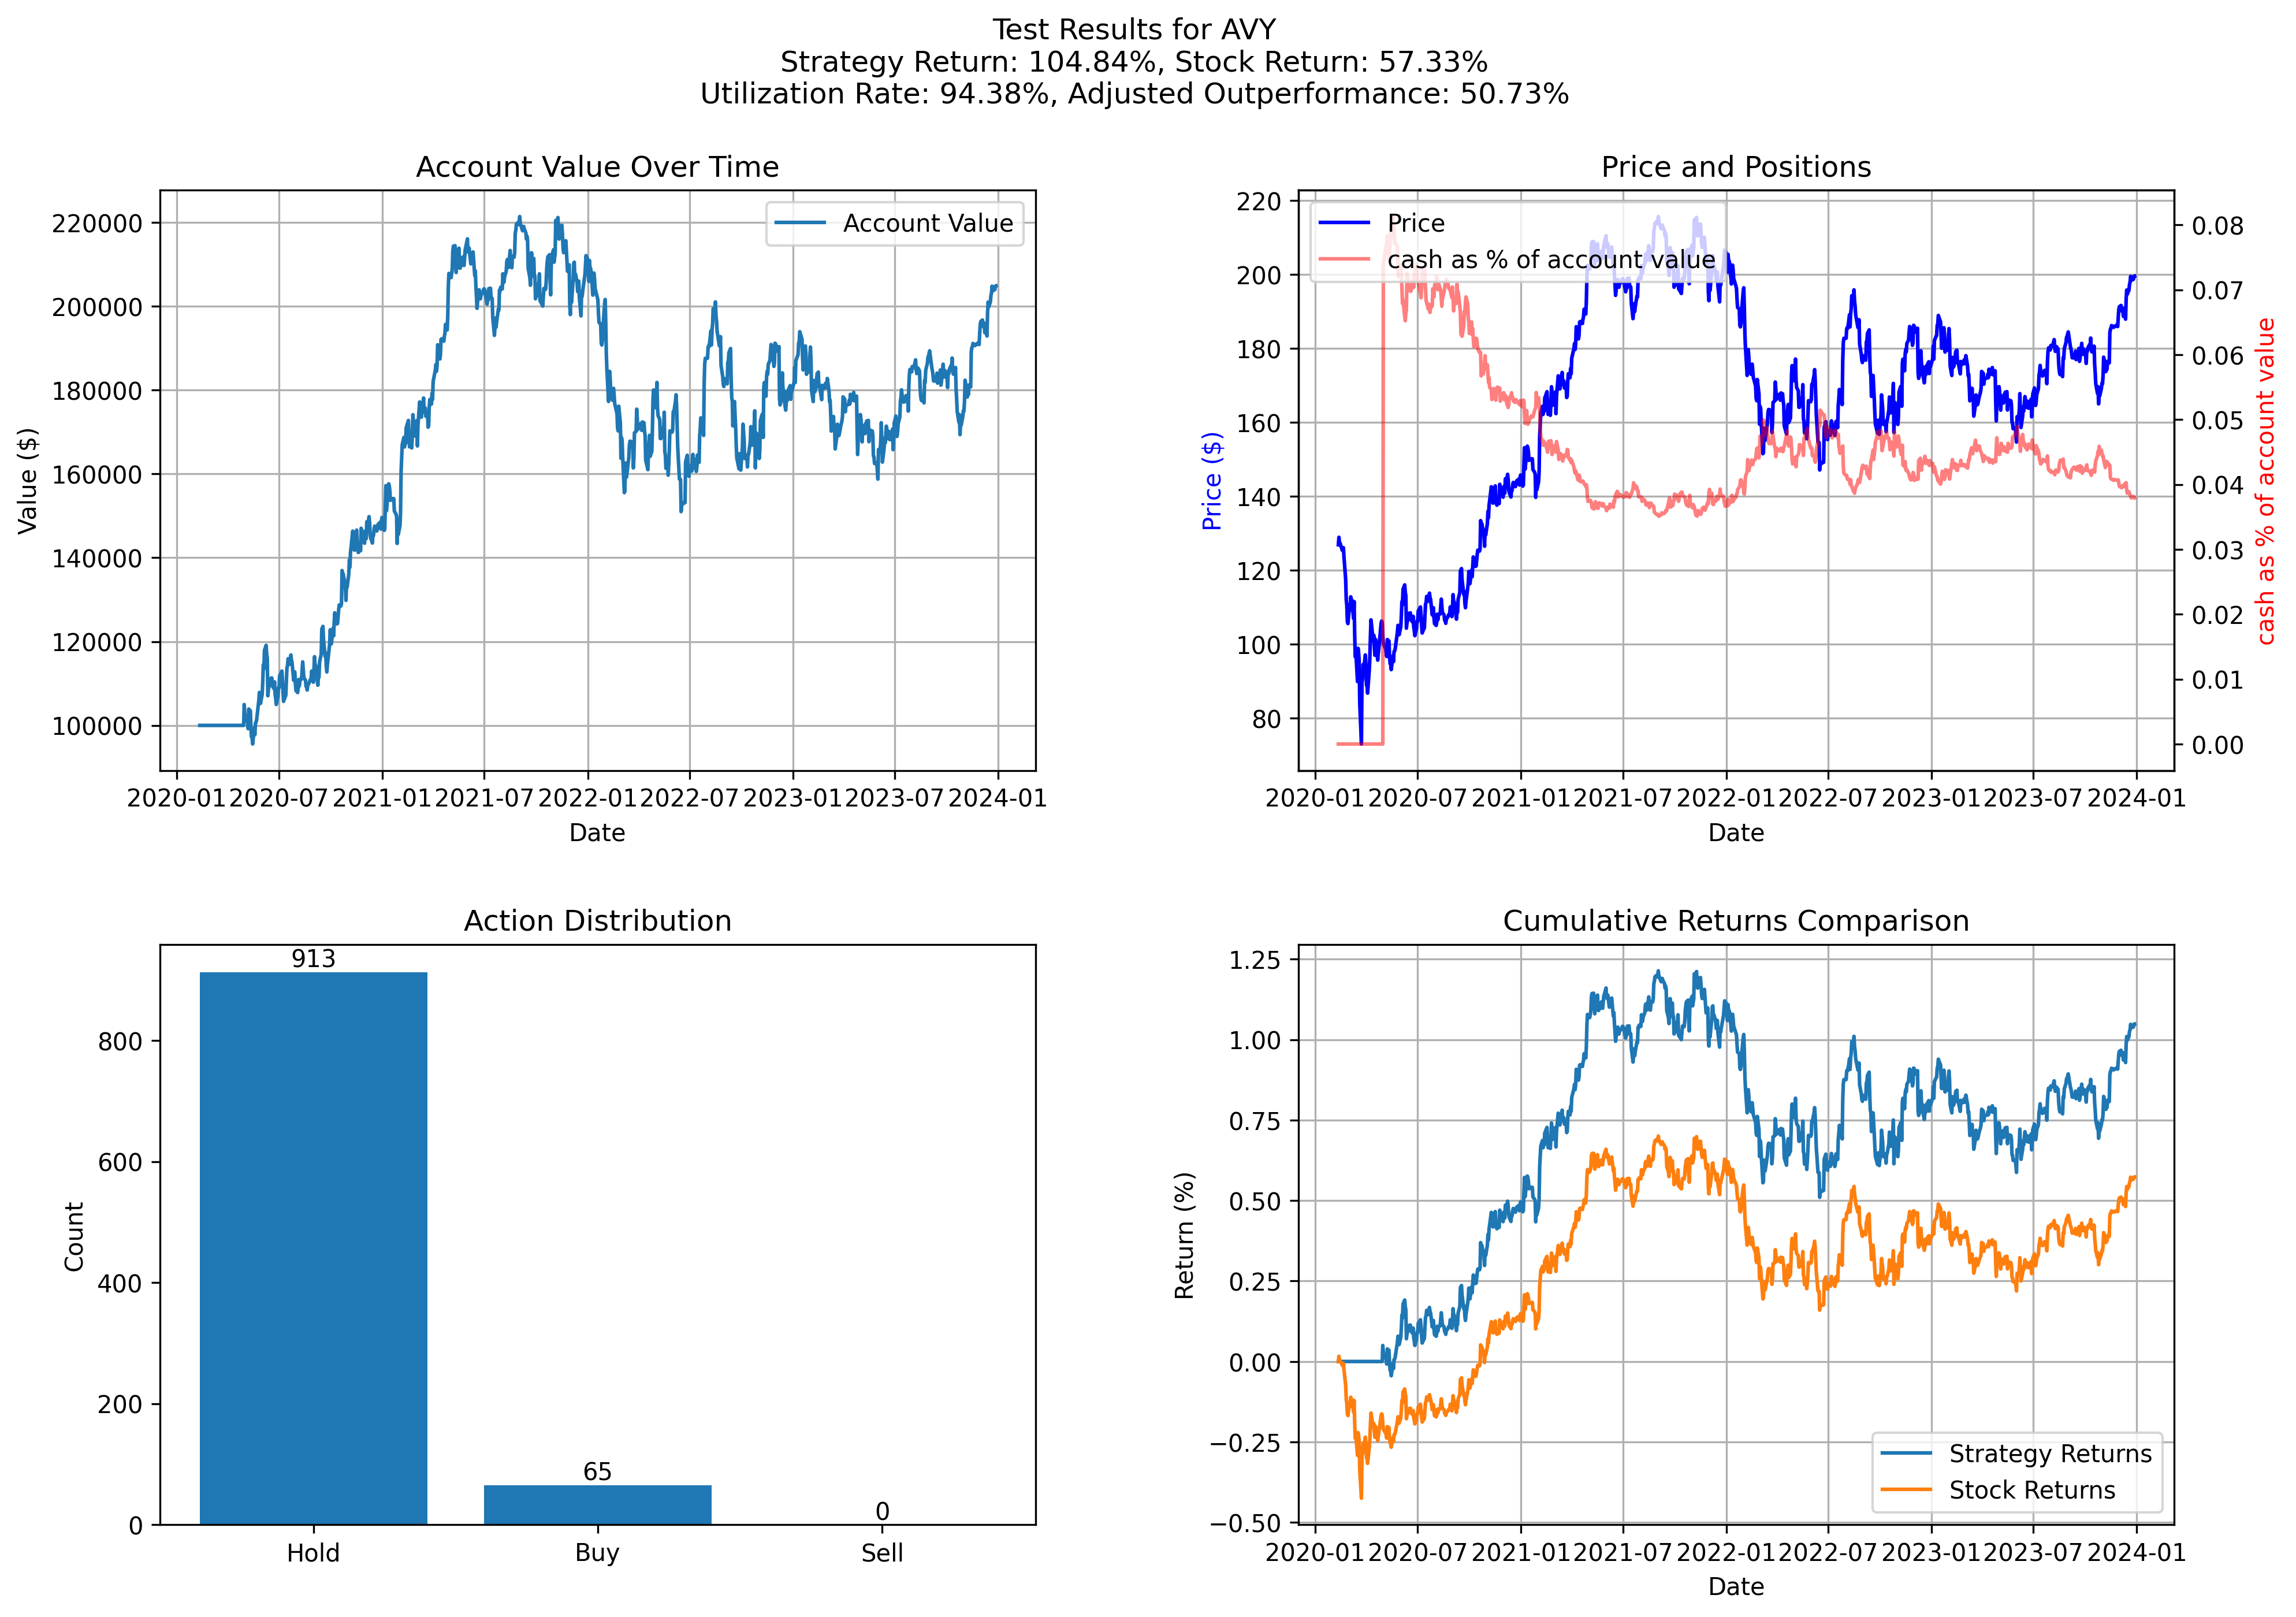 Test Results for AVY
Strategy Return: 104.84%, Stock Return: 57.33%
Utilization Rate: 94.38%, Adjusted Outperformance: 50.73%
Account Value Over Time
Account Value
220000
200000
180000
160000
140000
120000
100000
Value ($)
2020-01 2020-07 2021-01 2021-07 2022-01 2022-07 2023-01 2023-07 2024-01
Date
Price and Positions
Price
cash as % of account value
220
200
180
160
140
120
100
80
Price ($)
0.08
0.07
0.06
0.05
0.04
0.03
0.02
0.01
0.00
cash as % of account value
2020-01 2020-07 2021-01 2021-07 2022-01 2022-07 2023-01 2023-07 2024-01
Date
Action Distribution
913
65
0
800
600
400
200
0
Count
Hold Buy Sell
Cumulative Returns Comparison
1.25
1.00
0.75
0.50
0.25
0.00
−0.25
−0.50
Return (%)
Strategy Returns
Stock Returns
2020-01 2020-07 2021-01 2021-07 2022-01 2022-07 2023-01 2023-07 2024-01
Date